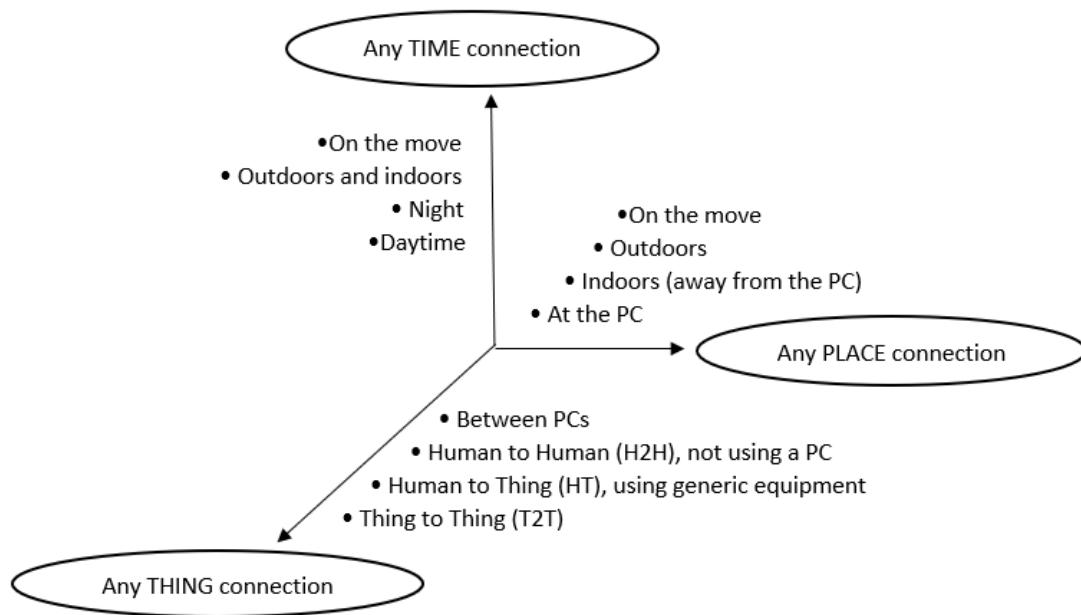 Any TIME connection
•On the move
• Outdoors and indoors
• Night
•Daytime
•On the move
• Outdoors
• Indoors (away from the PC)
• At the PC
Any PLACE connection
• Between PCs
• Human to Human (H2H), not using a PC
• Human to Thing (HT), using generic equipment
• Thing to Thing (T2T)
Any THING connection